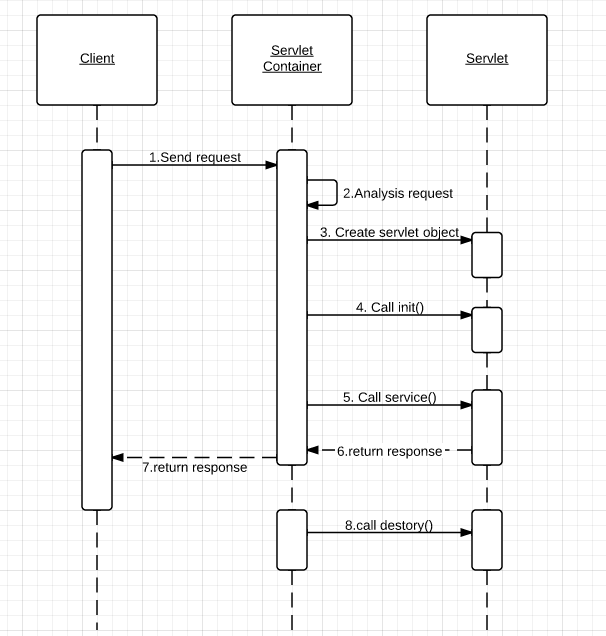 Client
Servlet
Container
Servlet
1.Send request
2.Analysis request
3. Create servlet object
4. Call init()
5. Call service()
6.return response
7.return response
8.call destory()